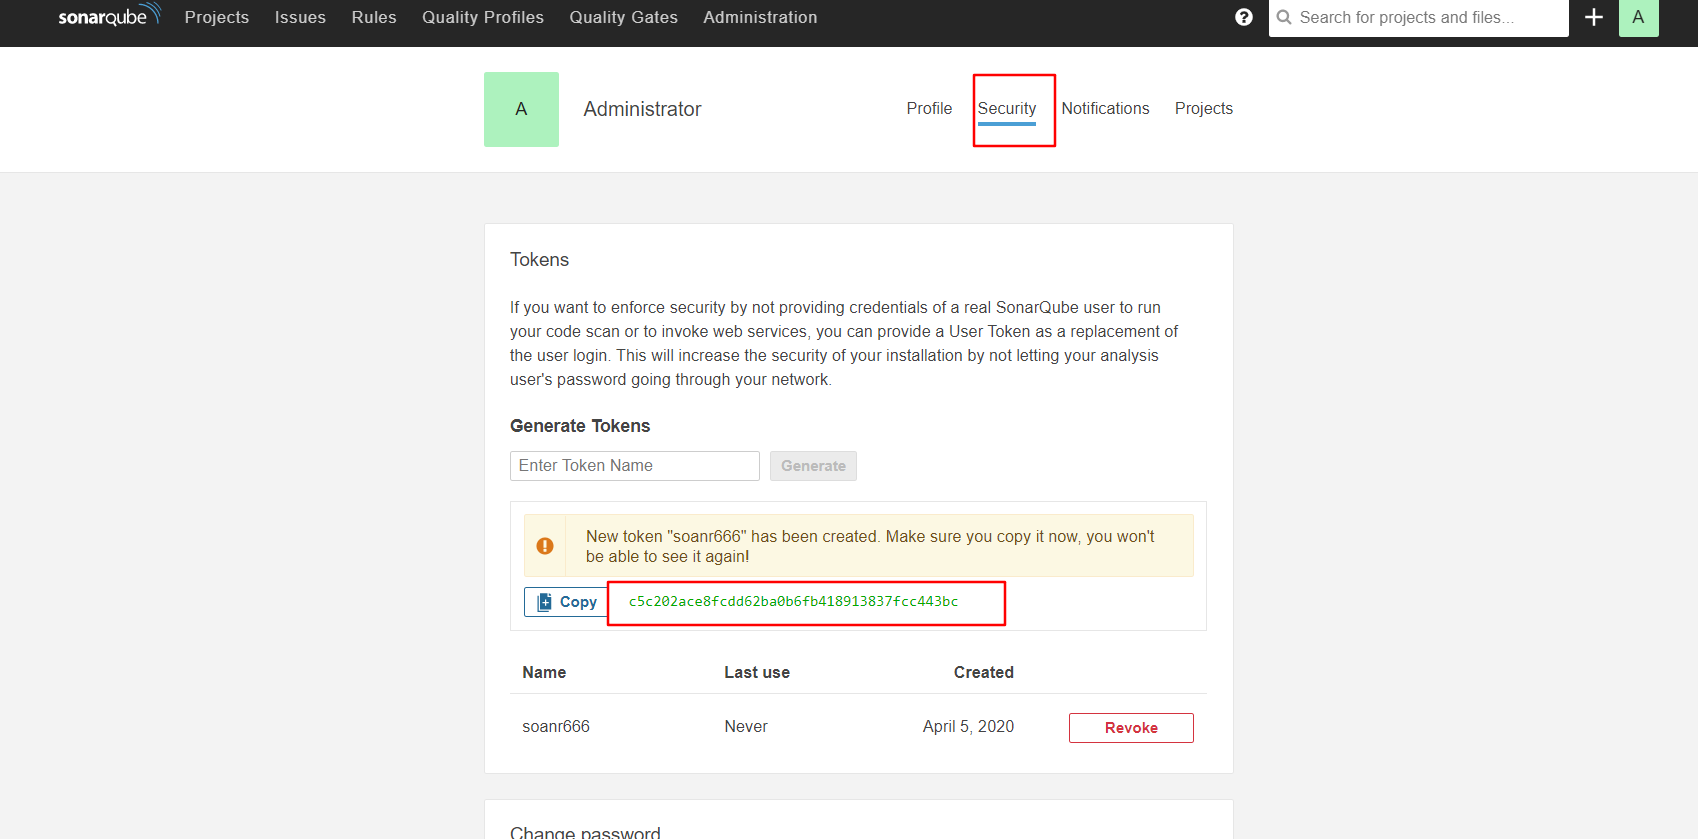 sonarqube Projects Issues Rules Quality Profiles Quality Gates Administration ? Search for projects and files... A
A Administrator Profile Security Notifications Projects
Tokens
If you want to enforce security by not providing credentials of a real SonarQube user to run
your code scan or to invoke web services, you can provide a User Token as a replacement of
the user login. This will increase the security of your installation by not letting your analysis
user's password going through your network.
Generate Tokens
Enter Token Name Generate
New token "soanr666" has been created. Make sure you copy it now, you won't
be able to see it again!
Copy c5c202ace8fcdd62ba0b6fb418913837fcc443bc
Name Last use Created
soanr666 Never April 5, 2020 Revoke
Change password